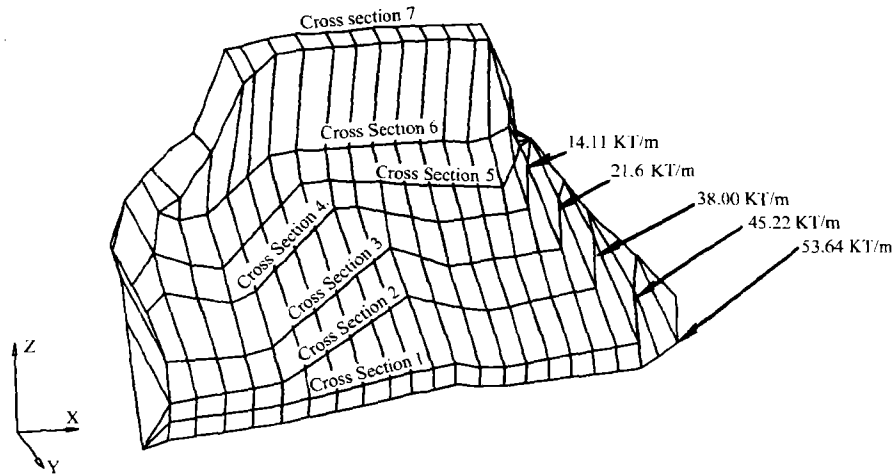 Cross section 7
Cross Section 6
14.11 KT/m
Cross Section 5
21.6 KT/m
38.00 KT/m
Cross Section 4.
45.22 KT/m
Cross Section 3
53.64 KT/m
Cross Section 2
Cross Section 1
Z
X
Y